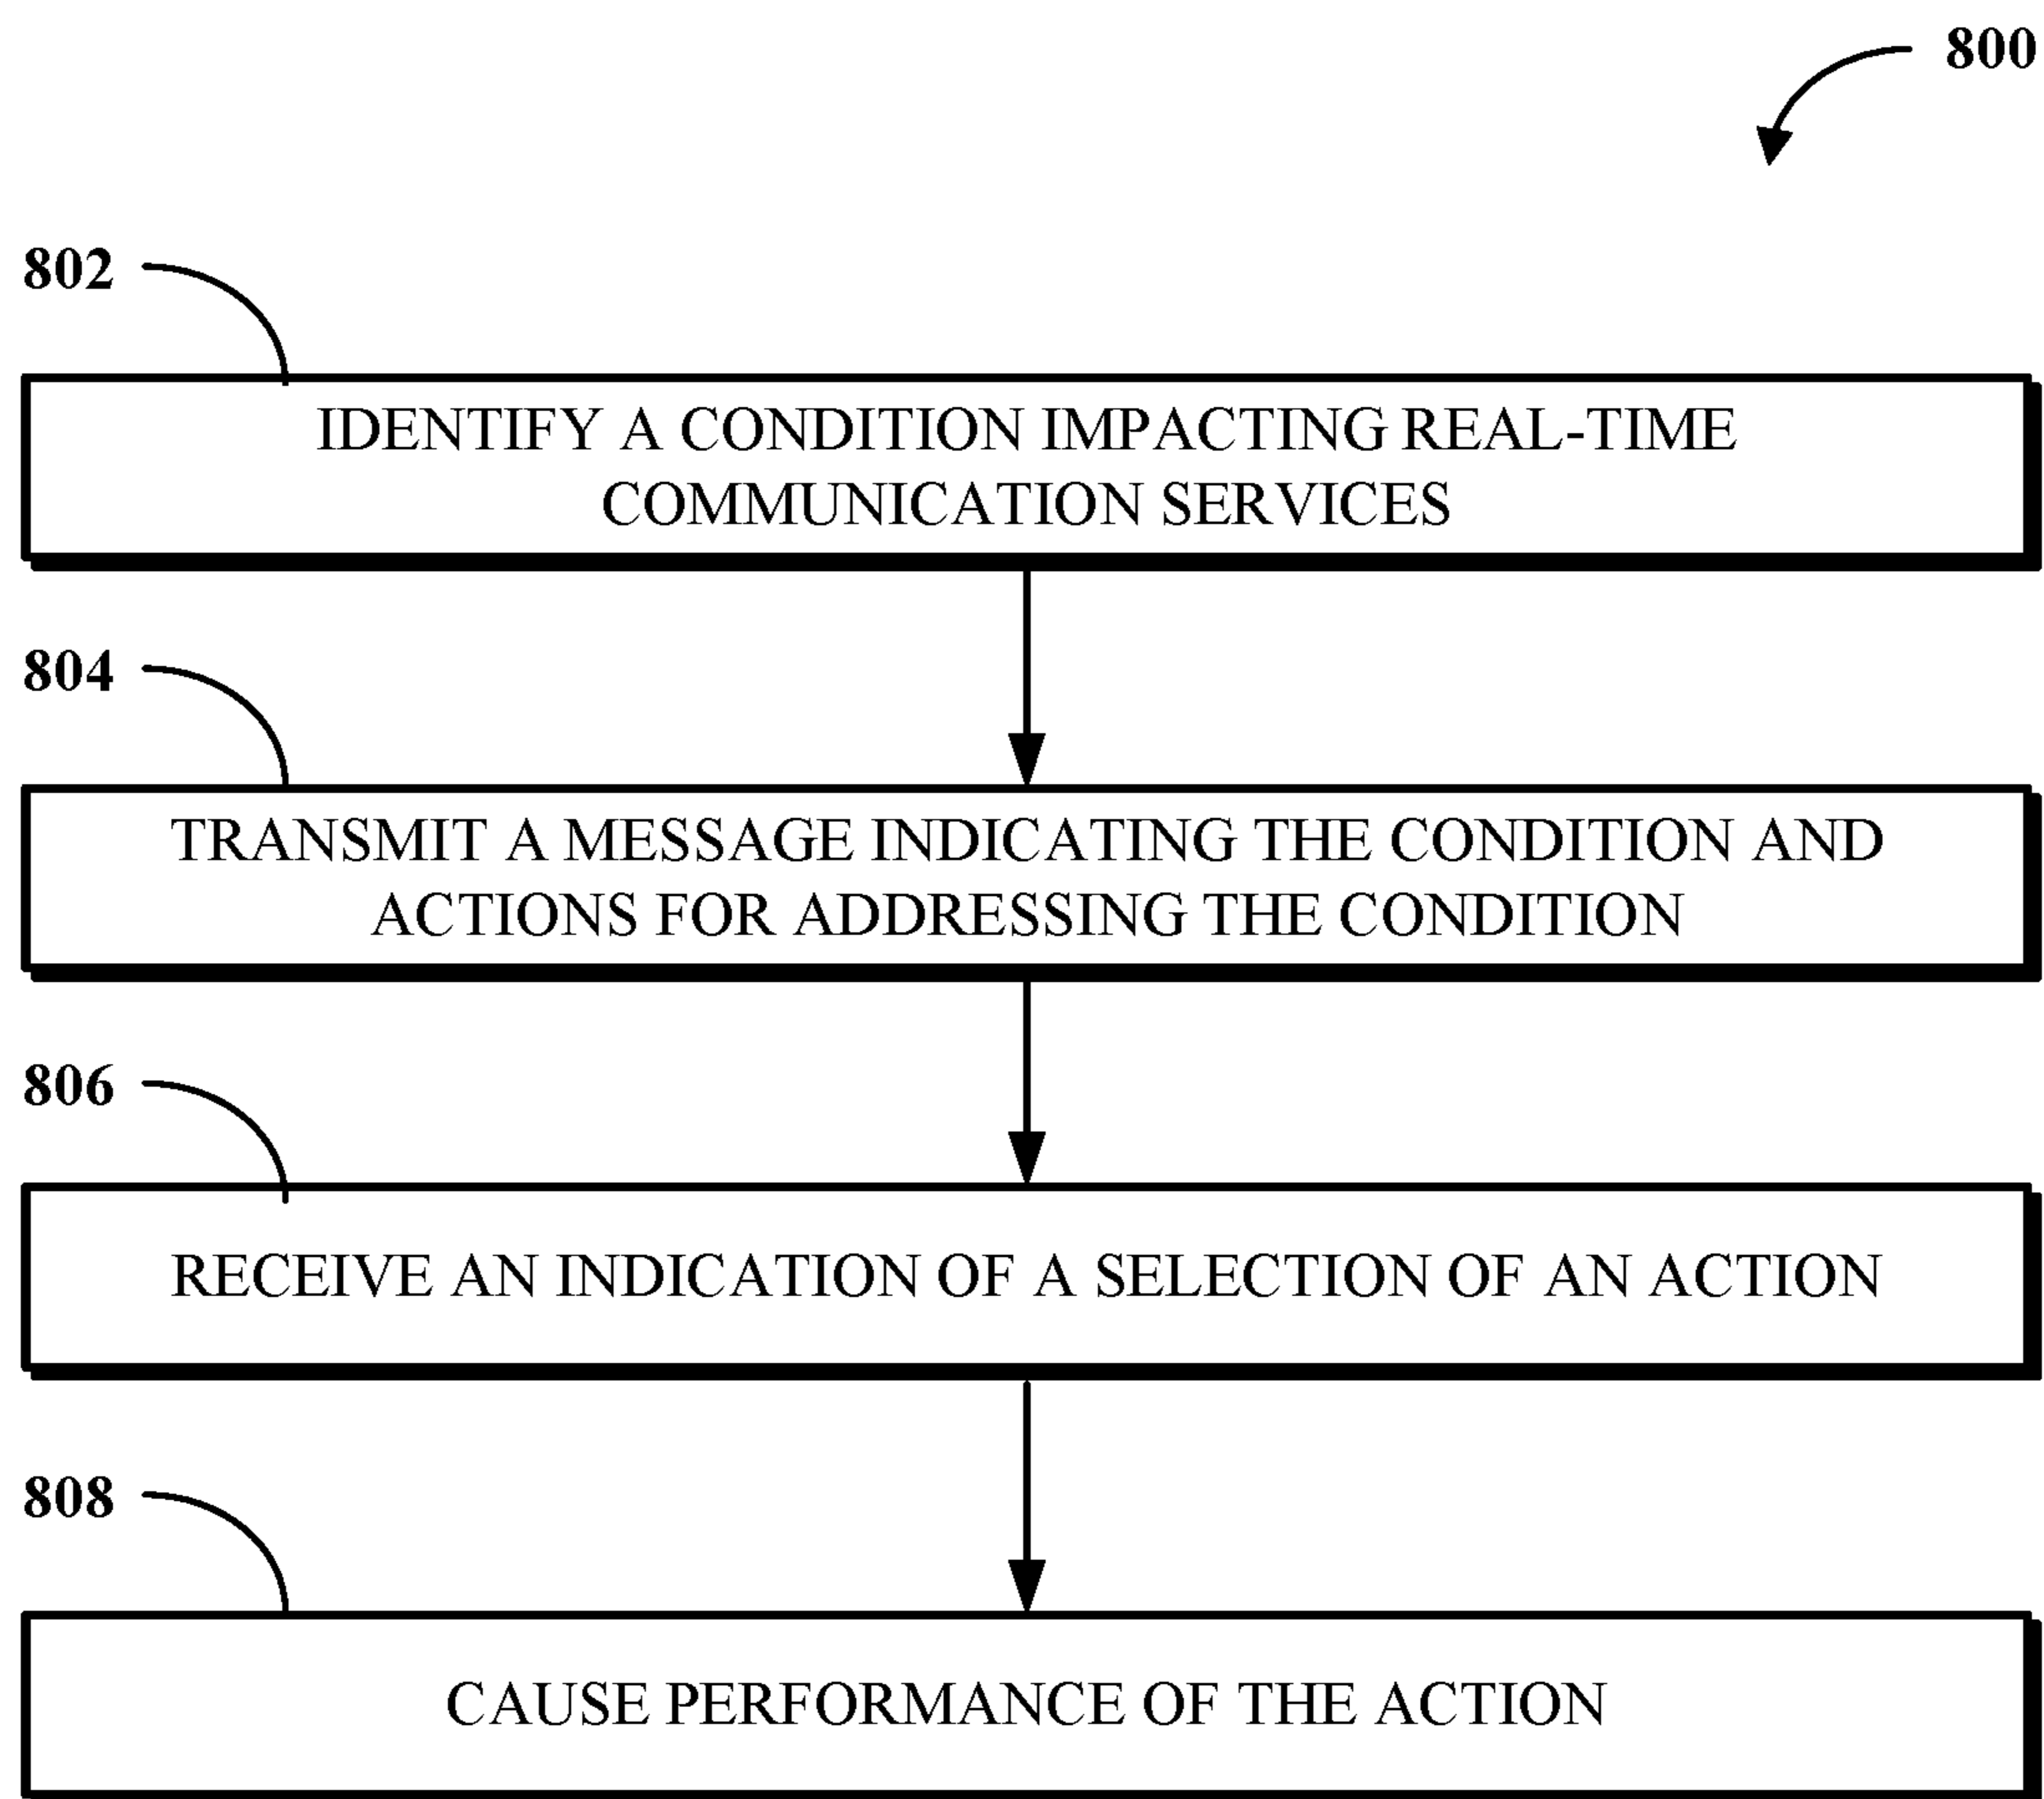 800
802
IDENTIFY A CONDITION IMPACTING REAL-TIME
COMMUNICATION SERVICES
804
TRANSMIT A MESSAGE INDICATING THE CONDITION AND
ACTIONS FOR ADDRESSING THE CONDITION
806
RECEIVE AN INDICATION OF A SELECTION OF AN ACTION
808
CAUSE PERFORMANCE OF THE ACTION